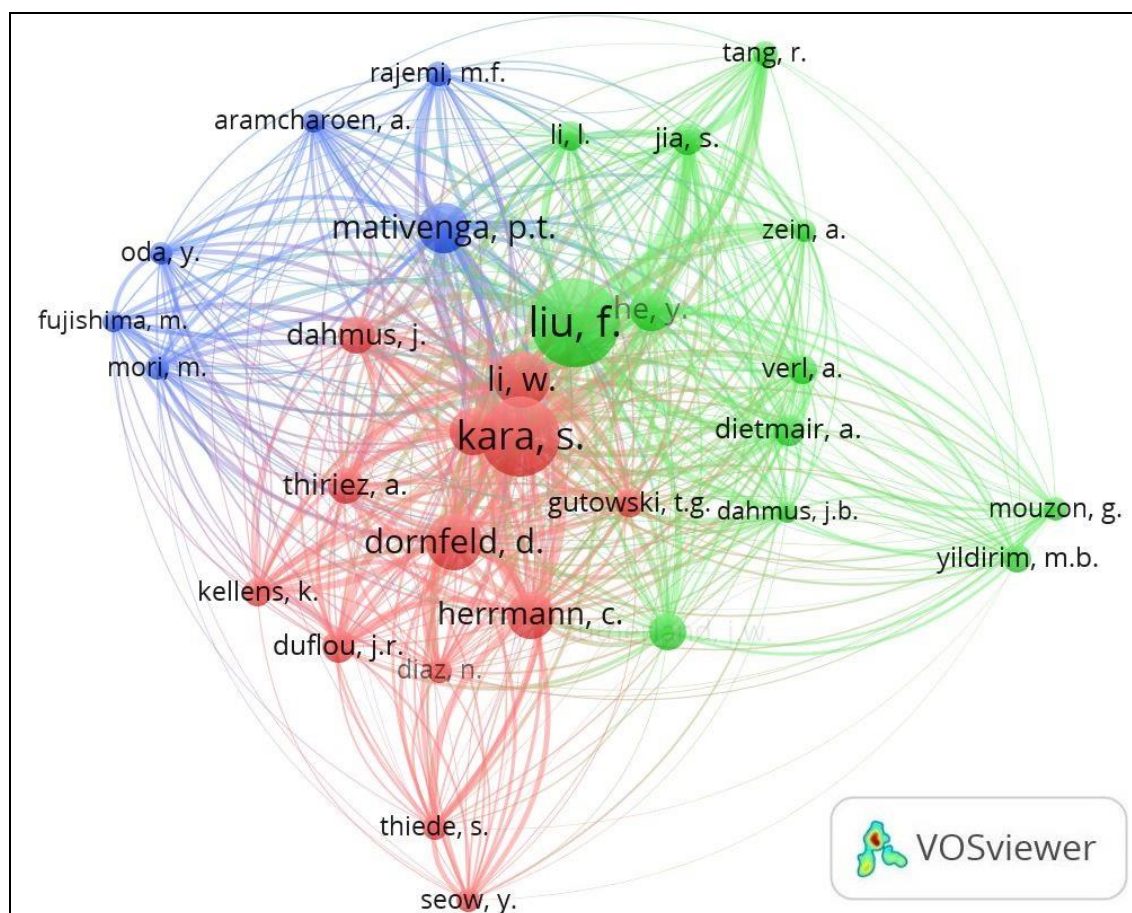 tang, r.
rajemi, m.f.
aramcharoen, a.
li, l.
jia, s.
mativenga, p.t.
zein, a.
oda, y.
liu, f.
he, y.
fujishima, m.
dahmus, j.
mori, m.
li, w.
verl, a.
kara, s.
dietmair, a.
thiriez, a.
gutowski, t.g.
dahmus, j.b.
mouzon, g.
dornfeld, d.
yildirim, m.b.
kellens, k.
herrmann, c.
duflou, j.r.
diaz, n.
thiede, s.
VOSviewer
seow, y.